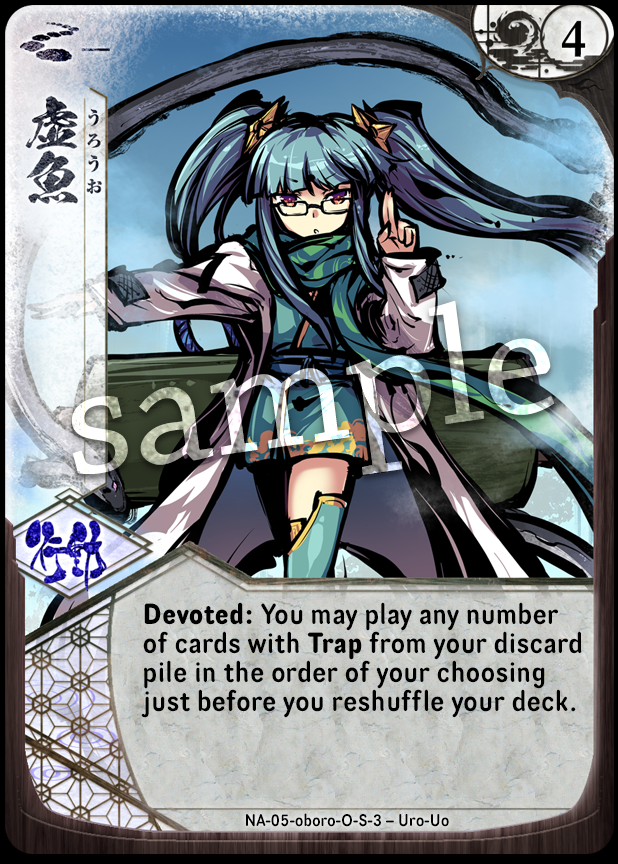 4
虚魚
うろうお
行動
sample
Devoted: You may play any number
of cards with Trap from your discard
pile in the order of your choosing
just before you reshuffle your deck.
NA-05-oboro-O-S-3 – Uro-Uo